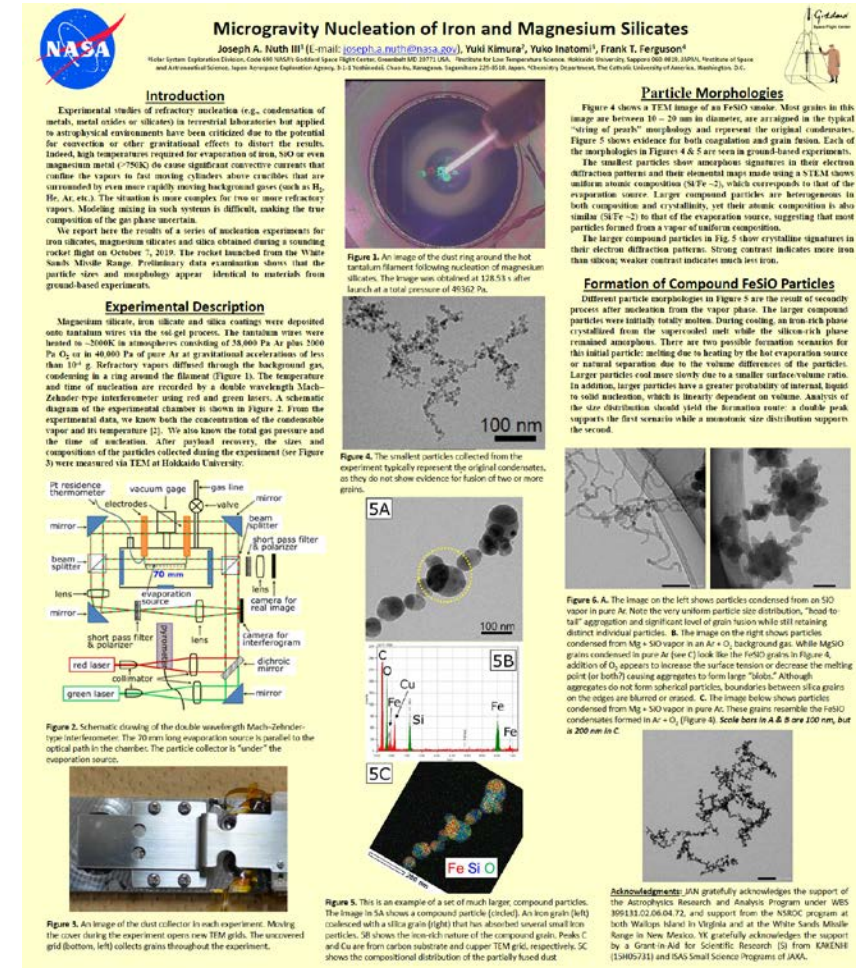 NASA
Goddard
Space Flight Center
Microgravity Nucleation of Iron and Magnesium Silicates
Joseph A. Nuth III¹ (E-mail: joseph.a.nuth@nasa.gov), Yuki Kimura², Yuko Inatomi³, Frank T. Ferguson⁴
Introduction
Experimental studies of refractory nucleation (e.g., condensation of
metals, metal oxides or silicates) in terrestrial laboratories but applied
to astrophysical environments have been criticized due to the potential
for convection or other gravitational effects to distort the results.
Indeed, high temperatures required for evaporation of iron, SiO or even
magnesium metal (>750K) do cause significant convective currents that
confine the vapors to fast moving cylinders above crucibles that are
surrounded by even more rapidly moving background gases (such as H₂,
He, Ar, etc.). The situation is more complex for two or more refractory
vapors. Modeling mixing in such systems is difficult, making the true
composition of the gas phase uncertain.
We report here the results of a series of nucleation experiments for
iron silicates, magnesium silicates and silica obtained during a sounding
rocket flight on October 7, 2019. The rocket launched from the White
Sands Missile Range. Preliminary data examination shows that the
particle sizes and morphology appear identical to materials from
ground-based experiments.
Experimental Description
Magnesium silicate, iron silicate and silica coatings were deposited
onto tantalum wires via the sol-gel process. The tantalum wires were
heated to ~2000K in atmospheres consisting of 38,000 Pa Ar plus 2000
Pa O₂ or in 40,000 Pa of pure Ar at gravitational accelerations of less
than g. Refractory vapors diffused through the background gas,
condensing in a ring around the filament (Figure 1). The temperature
and time of nucleation are recorded by a double wavelength Mach–
Zehnder-type interferometer using red and green lasers. A schematic
diagram of the experimental chamber is shown in Figure 2. From the
experimental data, we know both the concentration of the condensable
vapor and its temperature [2]. We also know the total gas pressure and
the time of nucleation. After payload recovery, the sizes and
compositions of the particles collected during the experiment (see Figure
3) were measured via TEM at Hokkaido University.
Pt residence
thermometer
vacuum gage
gas line
electrodes
valve
mirror
mirror
beam
splitter
short pass filter
& polarizer
beam
splitter
70 mm
lens
evaporation
source
lens
camera for
real image
mirror
short pass filter
& polarizer
lens
camera for
interferogram
pyrometer
red laser
dichroic
mirror
collimator
green laser
mirror
Figure 2. Schematic drawing of the double wavelength Mach–Zehnder-
type interferometer. The 70 mm long evaporation source is parallel to the
optical path in the chamber. The particle collector is "under" the
evaporation source.
Figure 3. An image of the dust collector in each experiment. Moving
the cover during the experiment opens new TEM grids. The uncovered
grid (bottom, left) collects grains throughout the experiment.
Figure 1. An image of the dust ring around the hot
tantalum filament following nucleation of magnesium
silicates. The image was obtained at 128.53 s after
launch at a total pressure of 49362 Pa.
100 nm
Figure 4. The smallest particles collected from the
experiment typically represent the original condensates,
as they do not show evidence for fusion of two or more
grains.
5A
100 nm
5B
C
O
Fe
Cu
Si
Fe
Fe
5C
200 nm
Fe Si O
Figure 5. This is an example of a set of much larger, compound particles.
The image in 5A shows a compound particle (circled). An iron grain (left)
coalesced with a silica grain (right) that has absorbed several small iron
particles. 5B shows the iron-rich nature of the compound grain. Peaks C
and Cu are from carbon substrate and cupper TEM grid, respectively. 5C
shows the compositional distribution of the partially fused dust
Particle Morphologies
Figure 4 shows a TEM image of an FeSiO smoke. Most grains in this
image are between 10 – 20 nm in diameter, are arraigned in the typical
"string of pearls" morphology and represent the original condensates.
Figure 5 shows evidence for both coagulation and grain fusion. Each of
the morphologies in Figures 4 & 5 are seen in ground-based experiments.
The smallest particles show amorphous signatures in their electron
diffraction patterns and their elemental maps made using a STEM shows
uniform atomic composition (Si/Fe ~2), which corresponds to that of the
evaporation source. Larger compound particles are heterogeneous in
both composition and crystallinity, yet their atomic composition is also
similar (Si/Fe ~2) to that of the evaporation source, suggesting that most
particles formed from a vapor of uniform composition.
The larger compound particles in Fig. 5 show crystalline signatures in
their electron diffraction patterns. Strong contrast indicates more iron
than silicon; weaker contrast indicates much less iron.
Formation of Compound FeSiO Particles
Different particle morphologies in Figure 5 are the result of secondly
process after nucleation from the vapor phase. The larger compound
particles were initially totally molten. During cooling, an iron-rich phase
crystallized from the supercooled melt while the silicon-rich phase
remained amorphous. There are two possible formation scenarios for
this initial particle: melting due to heating by the hot evaporation source
or natural separation due to the volume differences of the particles.
Larger particles cool more slowly due to a smaller surface/volume ratio.
In addition, larger particles have a greater probability of internal, liquid
to solid nucleation, which is linearly dependent on volume. Analysis of
the size distribution should yield the formation route: a double peak
supports the first scenario while a monotonic size distribution supports
the second.
Figure 6. A. The image on the left shows particles condensed from an SiO
vapor in pure Ar. Note the very uniform particle size distribution, "head-to-
tail" aggregation and significant level of grain fusion while still retaining
distinct individual particles. B. The image on the right shows particles
condensed from Mg + SiO vapor in an Ar + O₂ background gas. While MgSiO
grains condensed in pure Ar (see C) look like the FeSiO grains in Figure 4,
addition of O₂ appears to increase the surface tension or decrease the melting
point (or both?) causing aggregates to form large "blobs." Although
aggregates do not form spherical particles, boundaries between silica grains
on the edges are blurred or erased. C. The image below shows particles
condensed from Mg + SiO vapor in pure Ar. These grains resemble the FeSiO
condensates formed in Ar + O₂ (Figure 4). Scale bars in A & B are 100 nm, but
is 200 nm in C.
Acknowledgments: JAN gratefully acknowledges the support of
the Astrophysics Research and Analysis Program under WBS
399131.02.06.04.72, and support from the NSROC program at
both Wallops Island in Virginia and at the White Sands Missile
Range in New Mexico. YK gratefully acknowledges the support
by a Grant-in-Aid for Scientific Research (S) from KAKENHI
(15H05731) and ISAS Small Science Programs of JAXA.